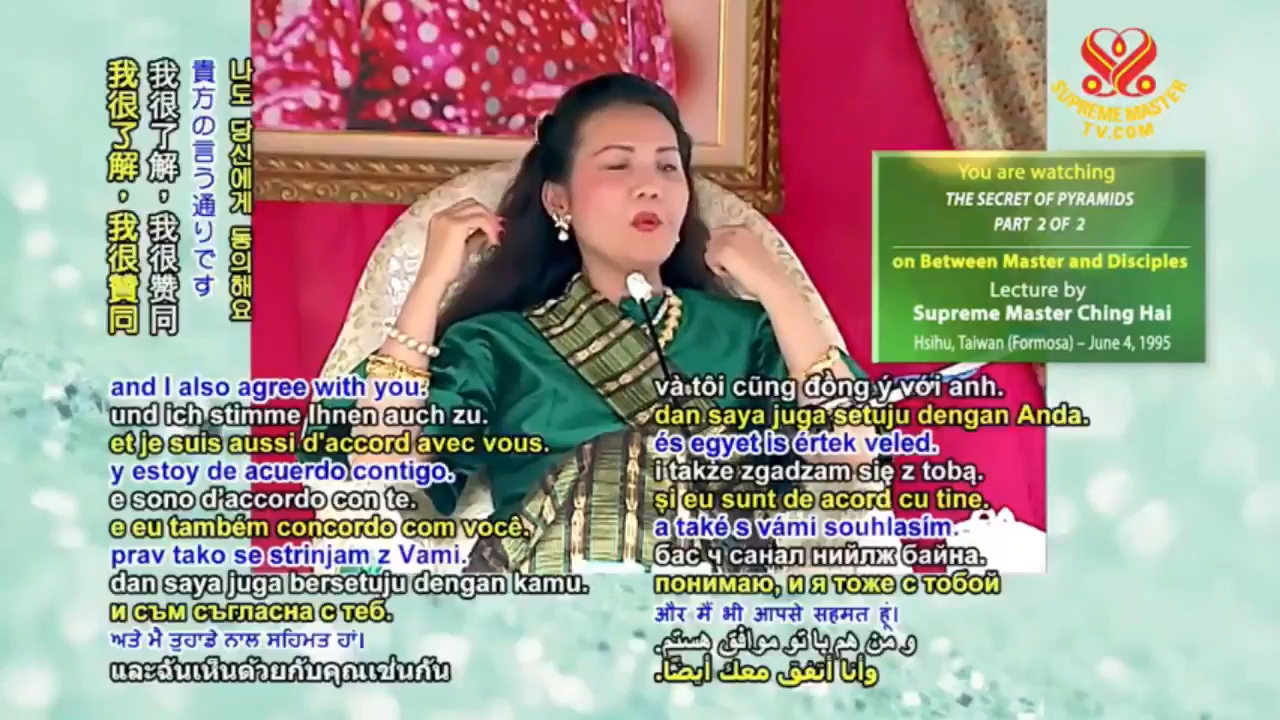 我很了解，我很贊同
我很了解，我很赞同
貴方の言う通りです
나도 당신에게 동의해요
SUPREME MASTER
TV.COM
You are watching
THE SECRET OF PYRAMIDS
PART 2 OF 2
on Between Master and Disciples
Lecture by
Supreme Master Ching Hai
Hsihu, Taiwan (Formosa) – June 4, 1995
and I also agree with you.
und ich stimme Ihnen auch zu.
et je suis aussi d'accord avec vous.
y estoy de acuerdo contigo.
e sono d'accordo con te.
e eu também concordo com você.
prav tako se strinjam z Vami.
dan saya juga bersetuju dengan kamu.
и съм съгласна с теб.
ਅਤੇ ਮੈ ਤੁਹਾਡੇ ਨਾਲ ਸਹਿਮਤ ਹਾਂ।
และฉันเห็นด้วยกับคุณเช่นกัน
và tôi cũng đồng ý với anh.
dan saya juga setuju dengan Anda.
és egyet is értek veled.
i także zgadzam się z tobą.
și eu sunt de acord cu tine.
a také s vámi souhlasím.
бас ч санал нийлж байна.
понимаю, и я тоже с тобой
और मैं भी आपसे सहमत हूं।
و من هم با تو موافق هستم.
وأنا أتفق معك أيضًا.